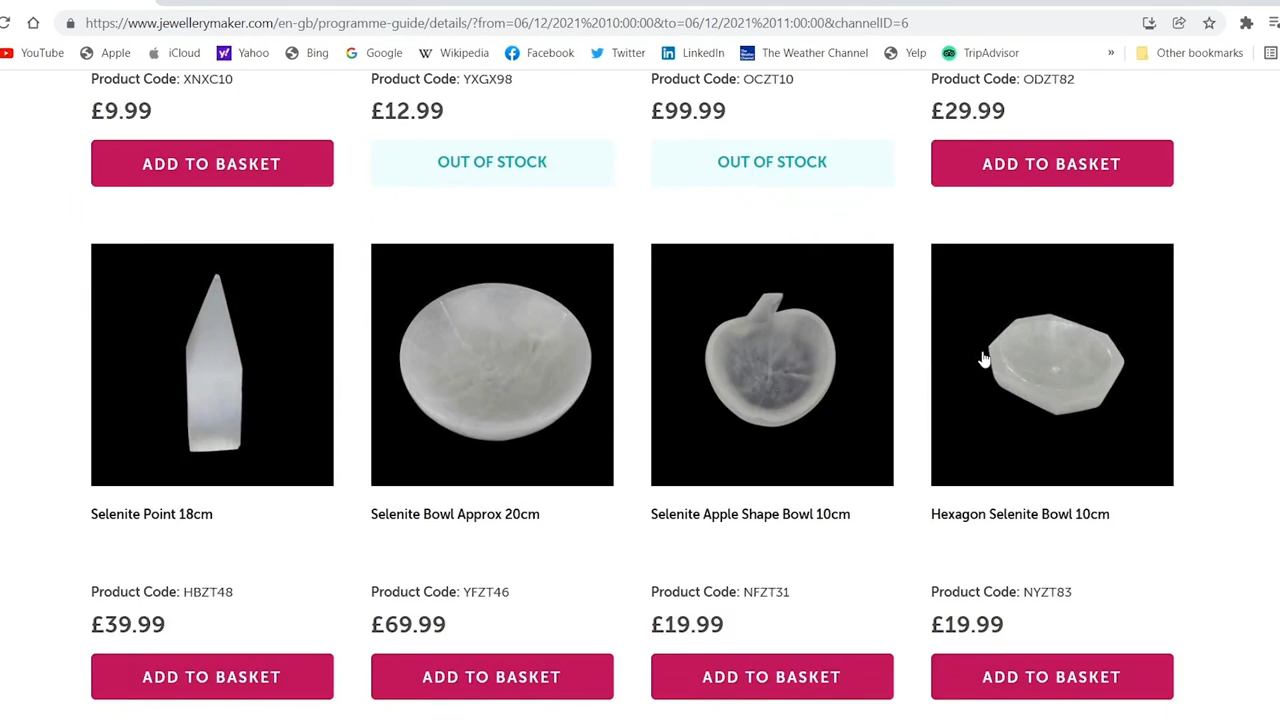 https://www.jewellerymaker.com/en-gb/programme-guide/details/?from=06/12/2021%2010:00:00&to=06/12/2021%2011:00:00&channelID=6
YouTube Apple iCloud Yahoo Bing Google Wikipedia Facebook Twitter LinkedIn The Weather Channel Yelp TripAdvisor » Other bookmarks
Product Code: XNXC10 Product Code: YXGX98 Product Code: OCZT10 Product Code: ODZT82
£9.99 £12.99 £99.99 £29.99
ADD TO BASKET OUT OF STOCK OUT OF STOCK ADD TO BASKET
Selenite Point 18cm Selenite Bowl Approx 20cm Selenite Apple Shape Bowl 10cm Hexagon Selenite Bowl 10cm
Product Code: HBZT48 Product Code: YFZT46 Product Code: NFZT31 Product Code: NYZT83
£39.99 £69.99 £19.99 £19.99
ADD TO BASKET ADD TO BASKET ADD TO BASKET ADD TO BASKET